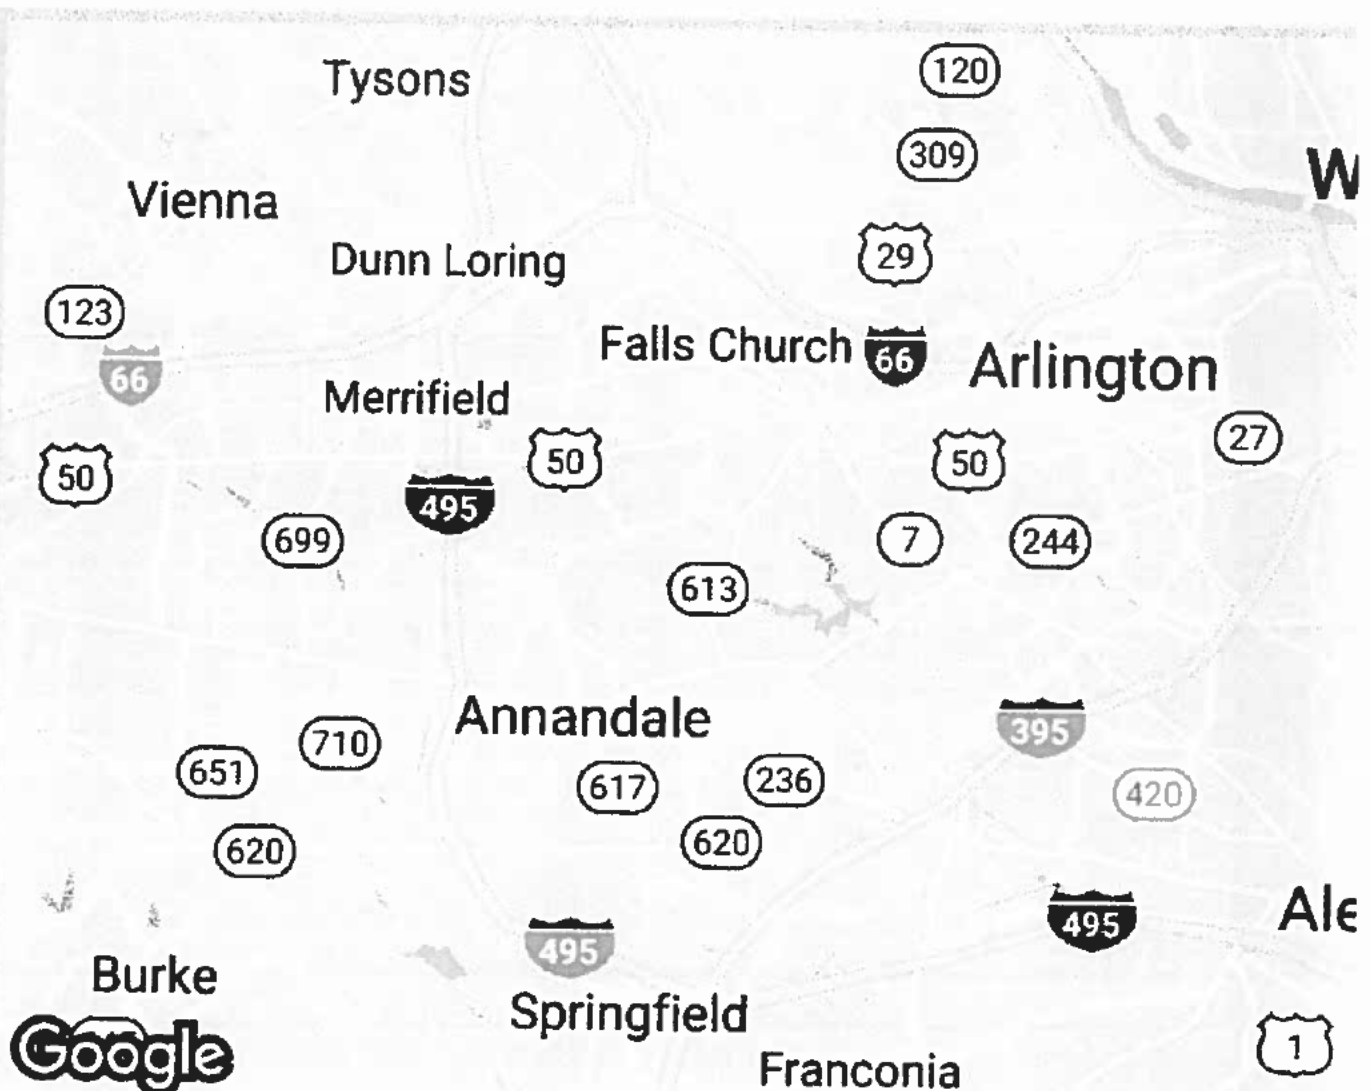 Tysons
120
309
W
Vienna
29
Dunn Loring
123
Falls Church
66
Arlington
66
Merrifield
27
50
50
50
495
699
7
244
613
Annandale
395
710
651
617
236
420
620
620
495
Ale
495
Burke
Springfield
Google
1
Franconia